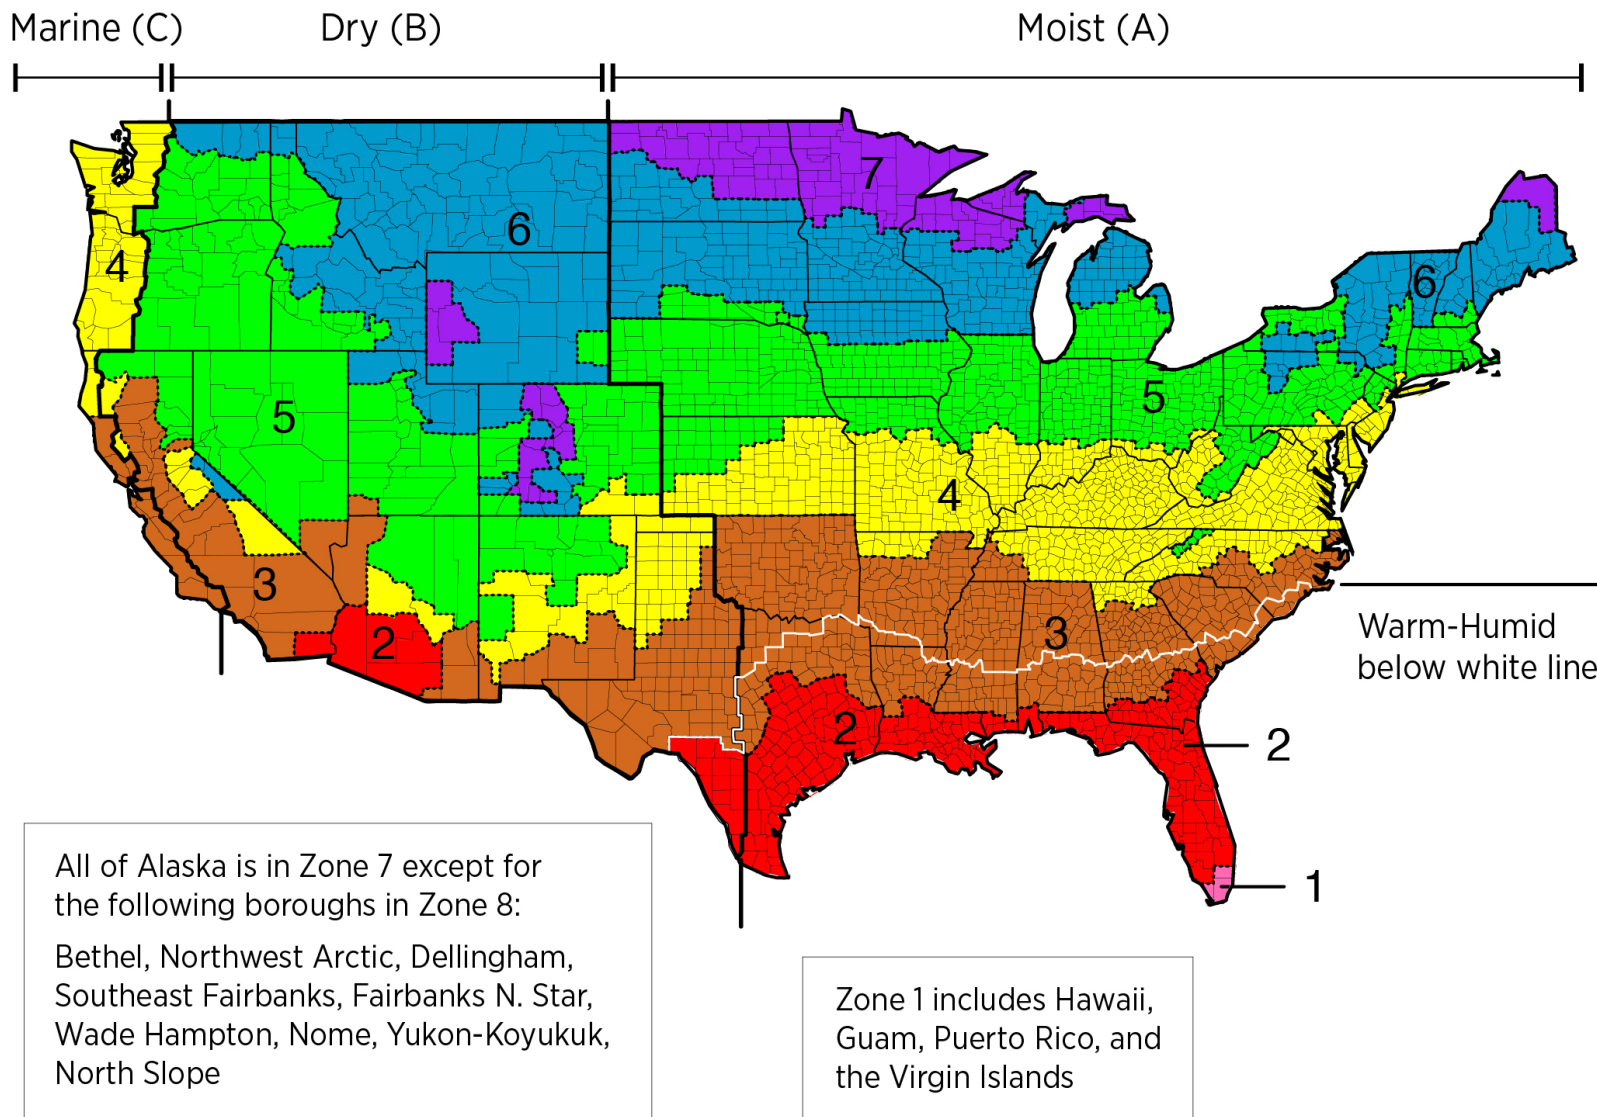 Marine (C)
Dry (B)
Moist (A)
7
6
4
6
5
5
4
3
3
2
2
Warm-Humid
below white line
2
1
All of Alaska is in Zone 7 except for
the following boroughs in Zone 8:
Bethel, Northwest Arctic, Dellingham,
Southeast Fairbanks, Fairbanks N. Star,
Wade Hampton, Nome, Yukon-Koyukuk,
North Slope
Zone 1 includes Hawaii,
Guam, Puerto Rico, and
the Virgin Islands